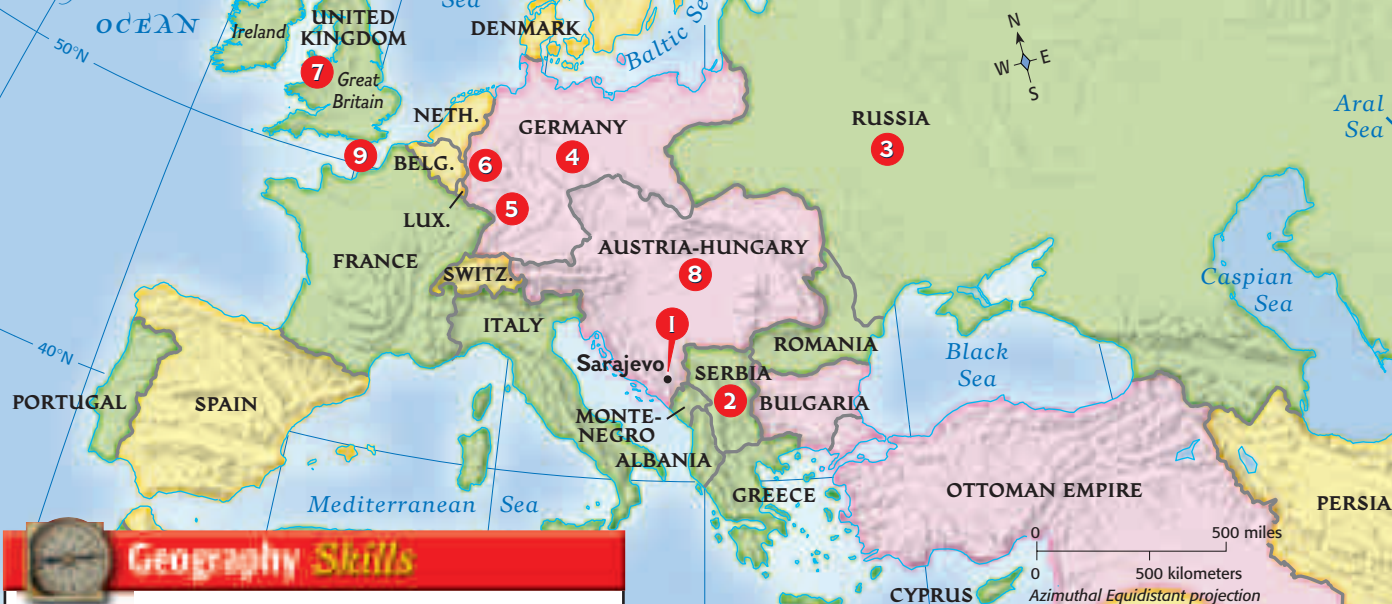 OCEAN
50°N
Ireland
UNITED
KINGDOM
7
Great
Britain
Sea
DENMARK
Baltic Se
N
W E
S
NETH.
GERMANY
4
RUSSIA
3
Aral
Sea
9
BELG.
6
5
LUX.
FRANCE
SWITZ.
AUSTRIA-HUNGARY
8
Caspian
Sea
ITALY
1
Sarajevo
SERBIA
2
ROMANIA
Black
Sea
40°N
PORTUGAL
SPAIN
MONTE-
NEGRO
BULGARIA
ALBANIA
GREECE
OTTOMAN EMPIRE
PERSIA
Mediterranean Sea
CYPRUS
0 500 miles
0 500 kilometers
Azimuthal Equidistant projection
Geography Skills